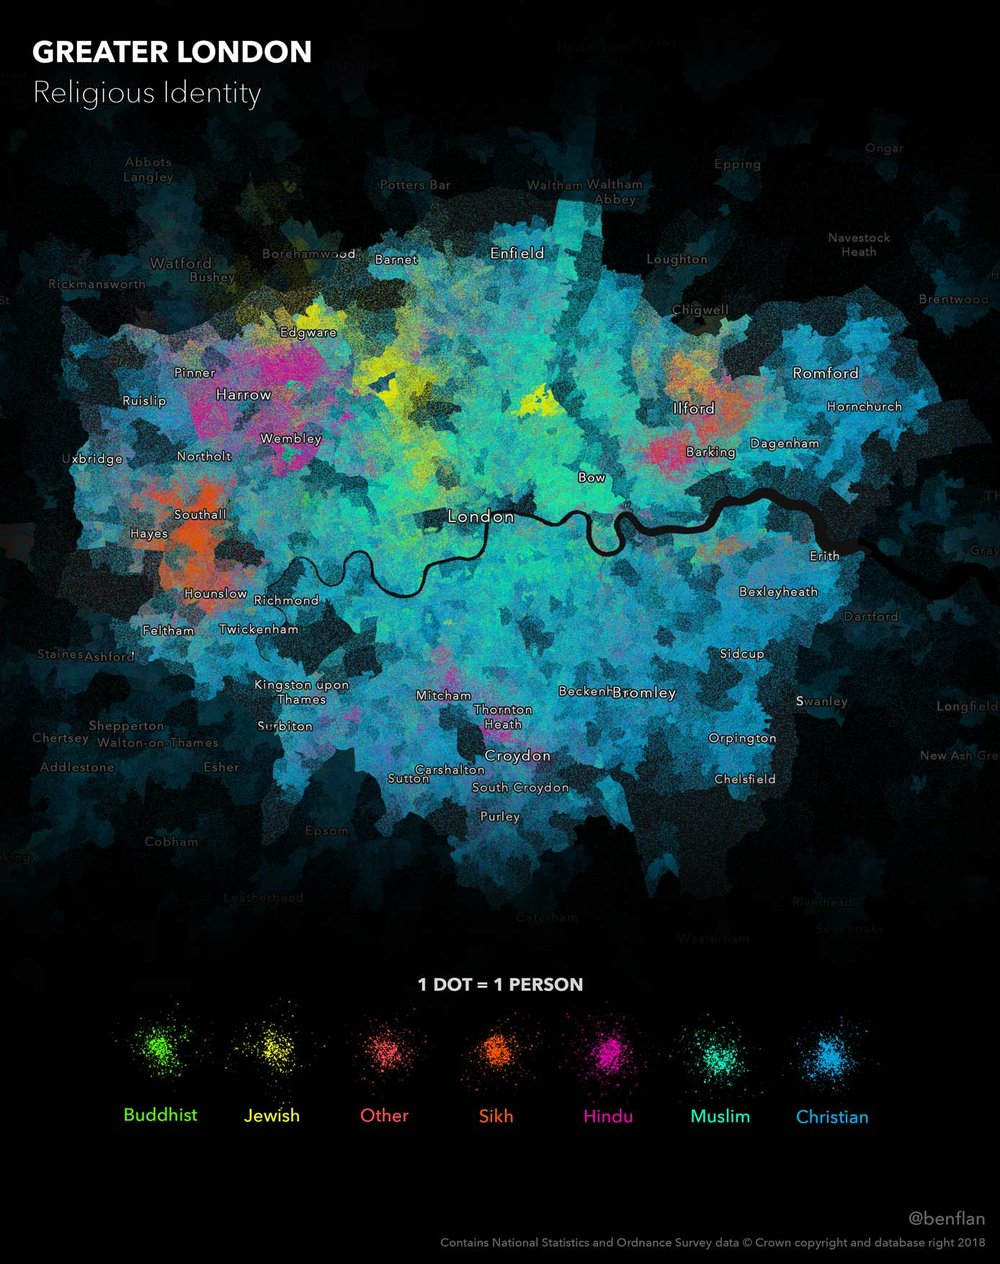 GREATER LONDON
Religious Identity
Epping
Ongar
Abbots
Langley
Potters Bar
Waltham
Waltham
Abbey
Navestock
Heath
Borehamwood
Barnet
Enfield
Loughton
Watford
Bushey
Rickmansworth
St
Brentwood
Chigwell
Edgware
Pinner
Harrow
Romford
Ruislip
Ilford
Hornchurch
Wembley
Dagenham
Uxbridge
Northolt
Barking
Bow
Southall
London
Hayes
Erith
Hounslow
Richmond
Bexleyheath
Dartford
Feltham
Twickenham
Staines
Ashford
Sidcup
Kingston upon
Thames
Mitcham
Beckenh
Bromley
Swanley
Longfield
Thornton
Heath
Shepperton
Surbiton
Chertsey
Walton-on-Thames
Orpington
Croydon
New Ash Gre
Addlestone
Esher
Carshalton
Sutton
South Croydon
Chelsfield
Purley
Epsom
Cobham
king
Leatherhead
Caterham
Riverhead
Sevenoaks
Westerham
1 DOT = 1 PERSON
Buddhist
Jewish
Other
Sikh
Hindu
Muslim
Christian
@benflan
Contains National Statistics and Ordnance Survey data © Crown copyright and database right 2018